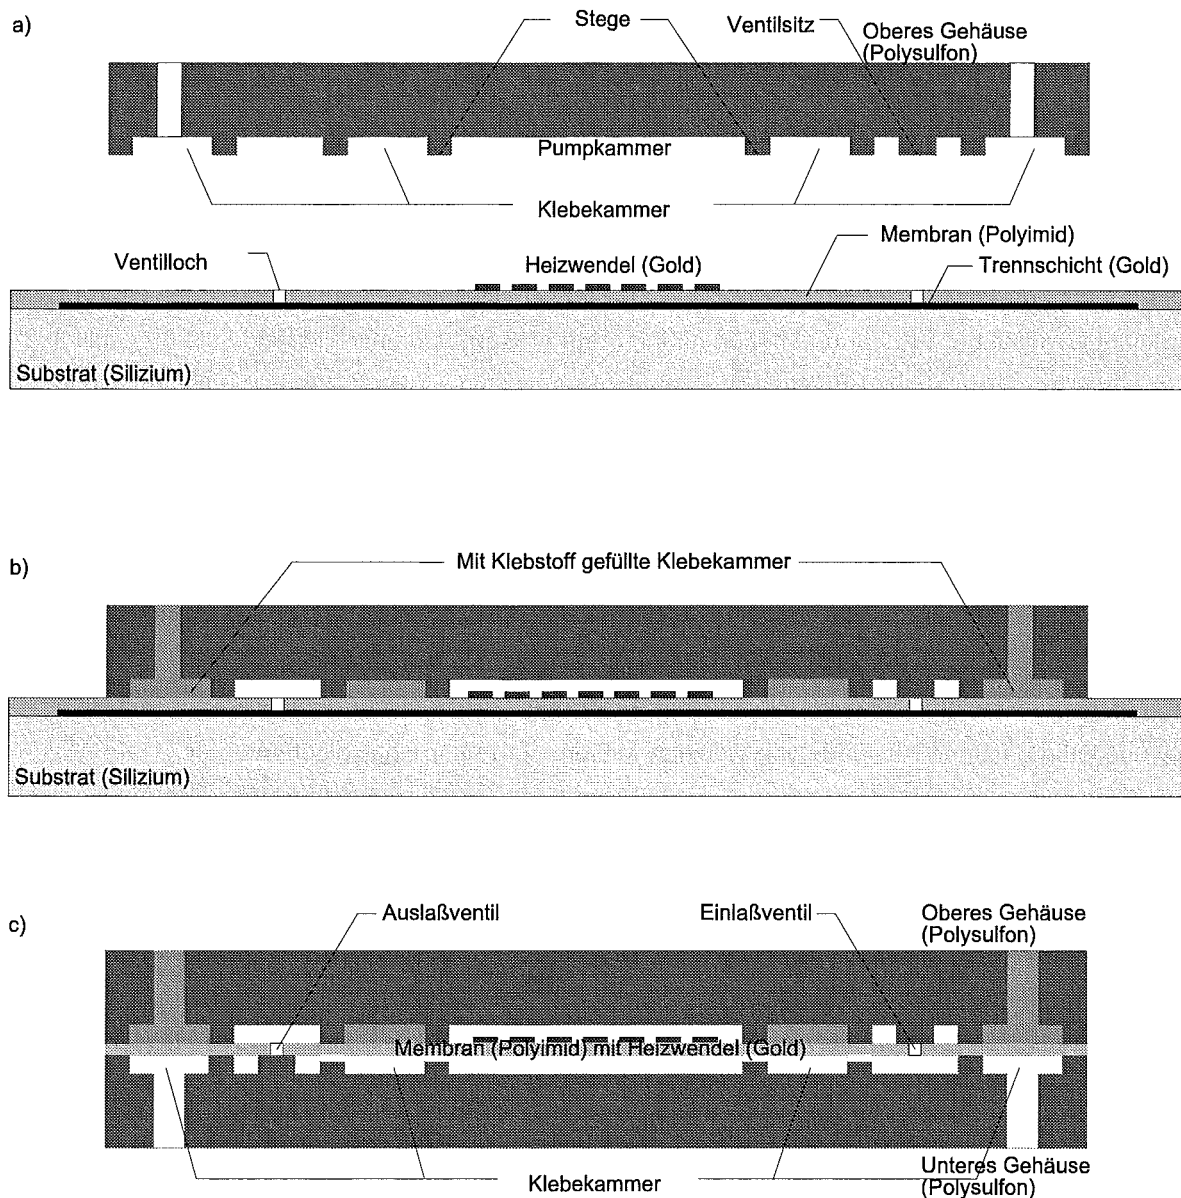 a)
Stege
Ventilsitz
Oberes Gehäuse
(Polysulfon)
Pumpkammer
Klebekammer
Membran (Polyimid)
Ventilloch
Heizwendel (Gold)
Trennschicht (Gold)
Substrat (Silizium)
b)
Mit Klebstoff gefüllte Klebekammer
Substrat (Silizium)
c)
Auslaßventil
Einlaßventil
Oberes Gehäuse
(Polysulfon)
Membran (Polyimid) mit Heizwendel (Gold)
Klebekammer
Unteres Gehäuse
(Polysulfon)